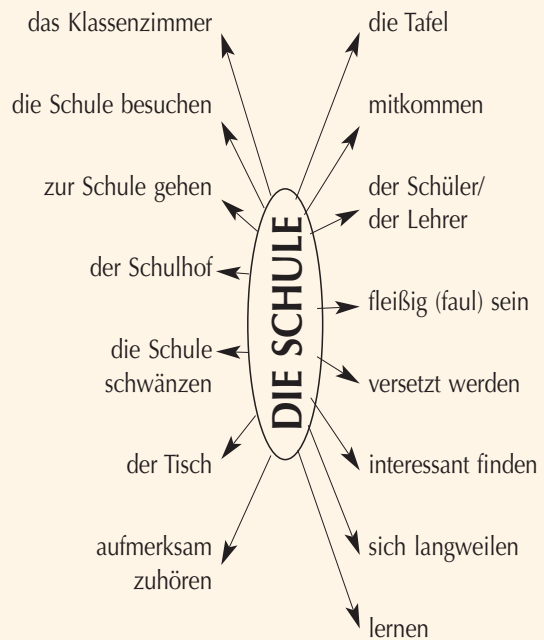 das Klassenzimmer
die Schule besuchen
zur Schule gehen
der Schulhof
die Schule
schwänzen
der Tisch
aufmerksam
zuhören
DIE SCHULE
die Tafel
mitkommen
der Schüler/
der Lehrer
fleißig (faul) sein
versetzt werden
interessant finden
sich langweilen
lernen